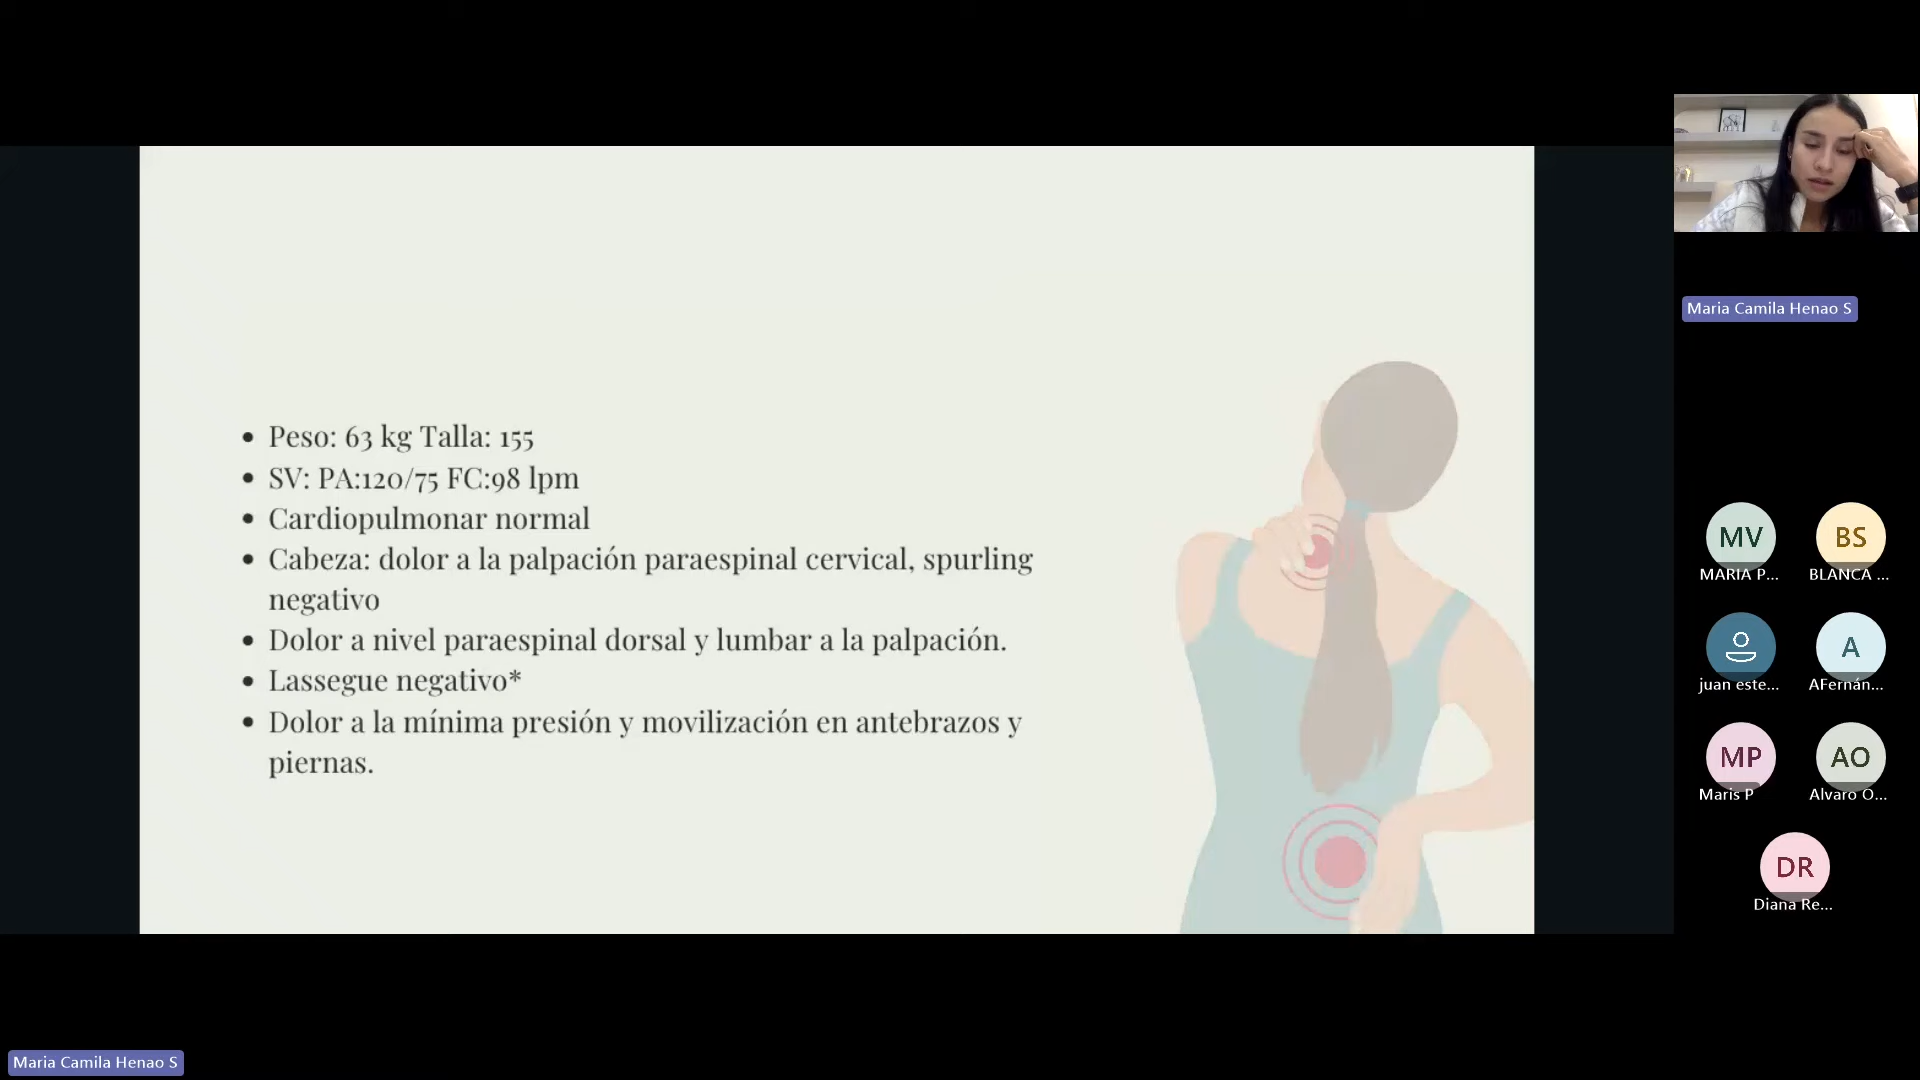 Peso: 63 kg Talla: 155
SV: PA:120/75 FC:98 lpm
Cardiopulmonar normal
Cabeza: dolor a la palpación paraespinal cervical, spurling
negativo
Dolor a nivel paraespinal dorsal y lumbar a la palpación.
Lassegue negativo*
Dolor a la mínima presión y movilización en antebrazos y
piernas.
Maria Camila Henao S
MV
BS
MARIA P...
BLANCA ...
A
juan este...
AFernán...
MP
AO
Maris P
Alvaro O...
DR
Diana Re...
Maria Camila Henao S